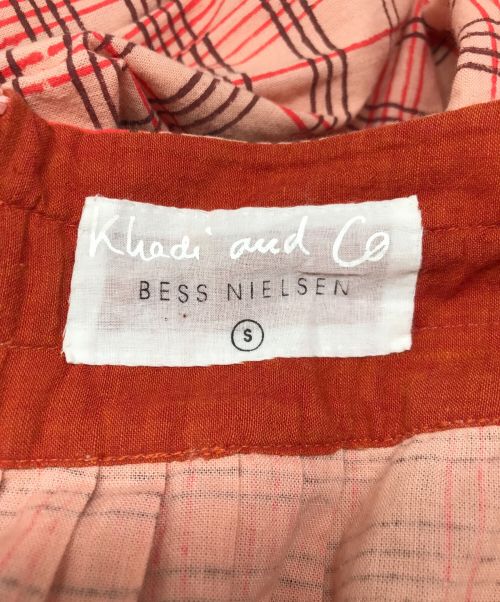 Khadi and Co
BESS NIELSEN
S